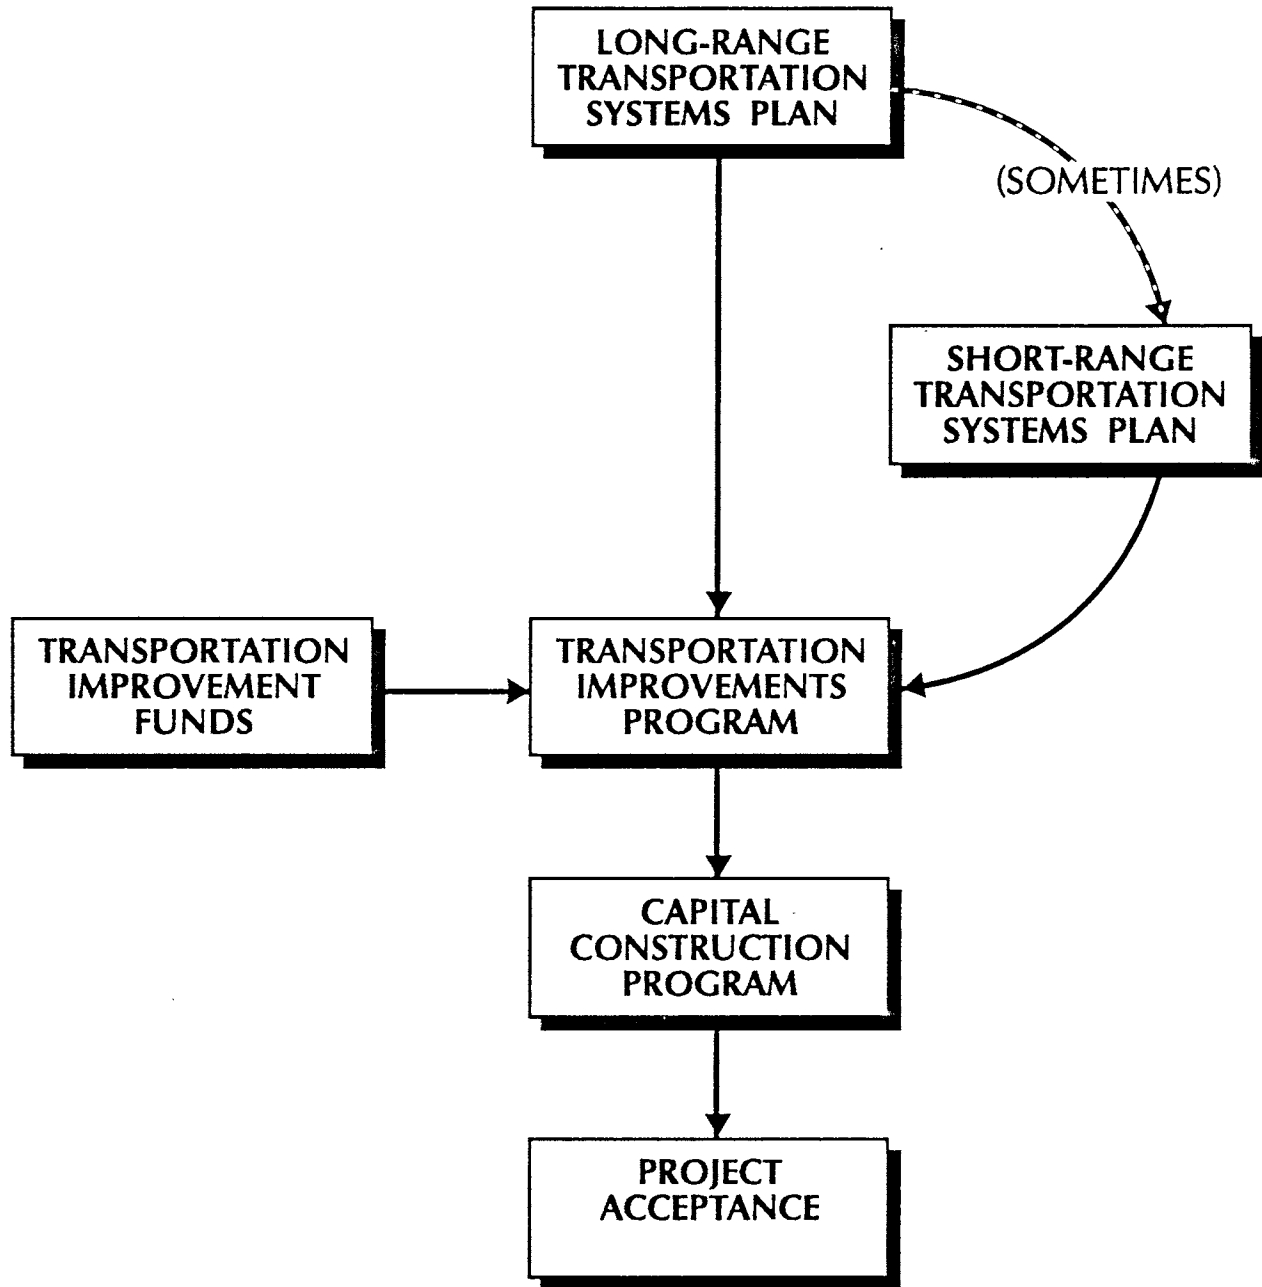 LONG-RANGE
TRANSPORTATION
SYSTEMS PLAN
(SOMETIMES)
SHORT-RANGE
TRANSPORTATION
SYSTEMS PLAN
TRANSPORTATION
IMPROVEMENT
FUNDS
TRANSPORTATION
IMPROVEMENTS
PROGRAM
CAPITAL
CONSTRUCTION
PROGRAM
PROJECT
ACCEPTANCE